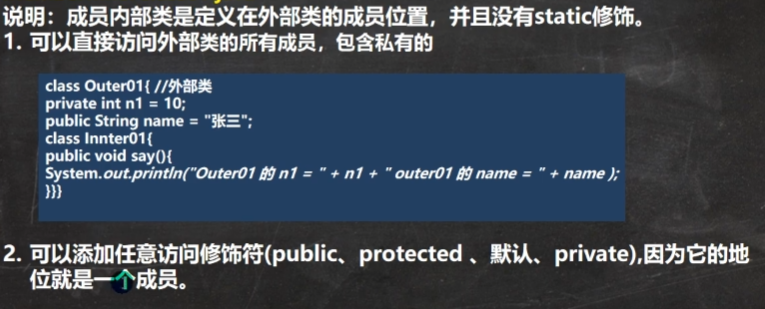 说明：成员内部类是定义在外部类的成员位置，并且没有static修饰。
1. 可以直接访问外部类的所有成员，包含私有的
class Outer01{ //外部类
private int n1 = 10;
public String name = "张三";
class Innter01{
public void say(){
System.out.println("Outer01 的 n1 = " + n1 + " outer01 的 name = " + name );
}}}
2. 可以添加任意访问修饰符(public、protected 、默认、private),因为它的地
位就是一个成员。